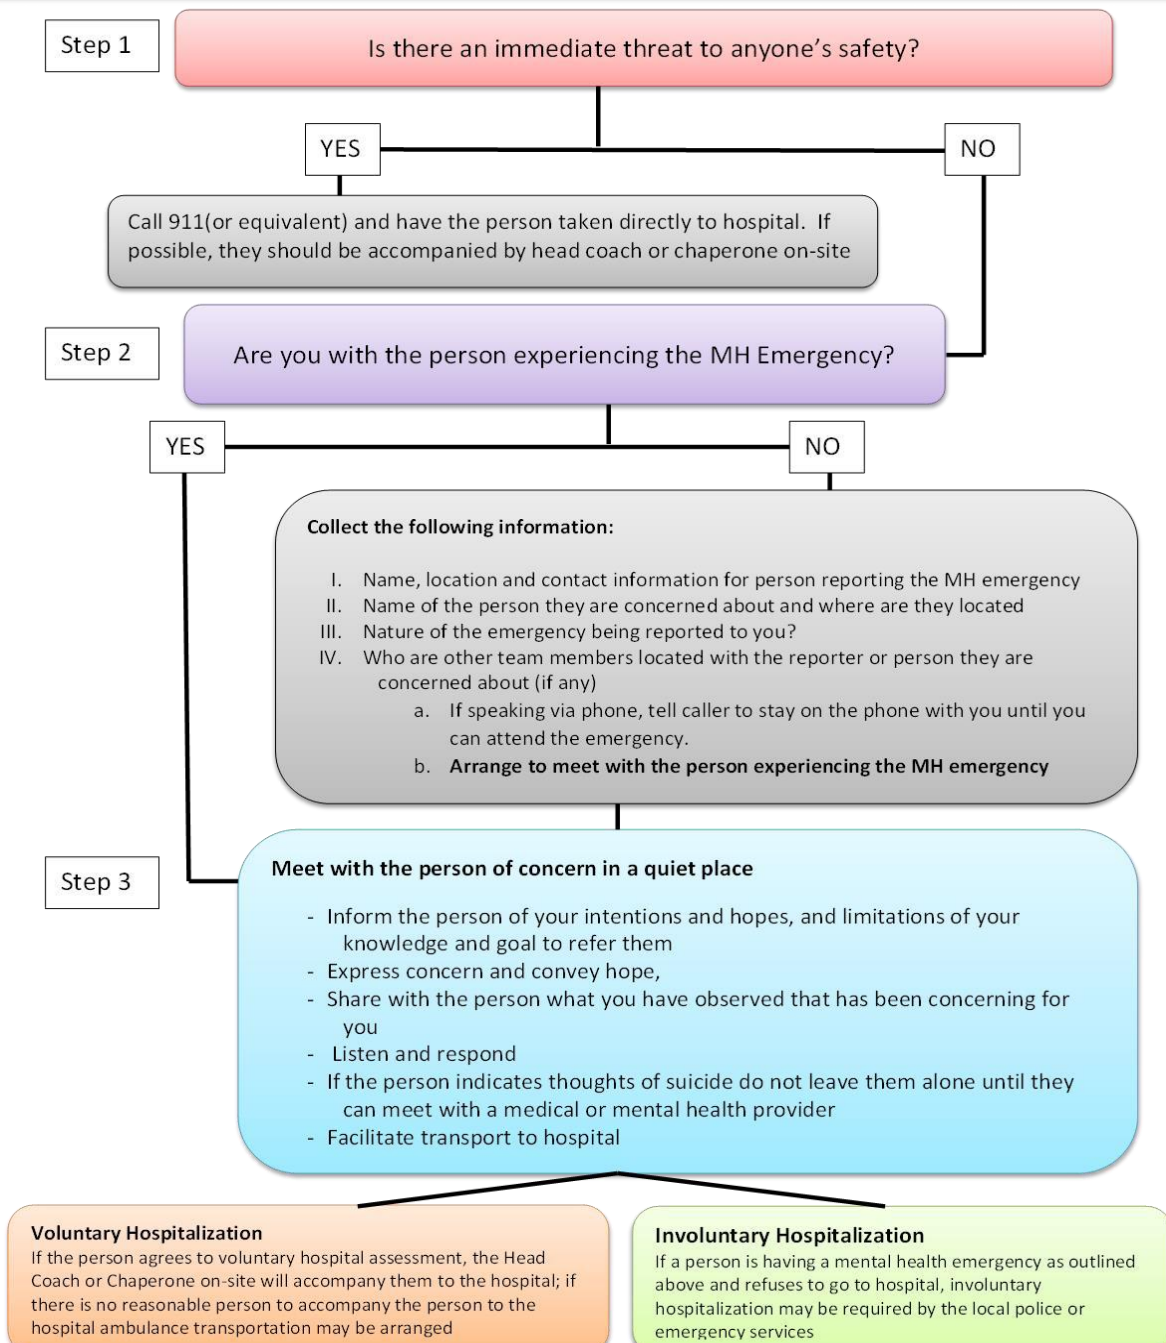 Step 1
Is there an immediate threat to anyone’s safety?
YES
NO
Call 911(or equivalent) and have the person taken directly to hospital. If
possible, they should be accompanied by head coach or chaperone on-site
Step 2
Are you with the person experiencing the MH Emergency?
YES
NO
Collect the following information:
I. Name, location and contact information for person reporting the MH emergency
II. Name of the person they are concerned about and where are they located
III. Nature of the emergency being reported to you?
IV. Who are other team members located with the reporter or person they are
concerned about (if any)
a. If speaking via phone, tell caller to stay on the phone with you until you
can attend the emergency.
b. Arrange to meet with the person experiencing the MH emergency
Step 3
Meet with the person of concern in a quiet place
- Inform the person of your intentions and hopes, and limitations of your
knowledge and goal to refer them
- Express concern and convey hope,
- Share with the person what you have observed that has been concerning for
you
- Listen and respond
- If the person indicates thoughts of suicide do not leave them alone until they
can meet with a medical or mental health provider
- Facilitate transport to hospital
Voluntary Hospitalization
If the person agrees to voluntary hospital assessment, the Head
Coach or Chaperone on-site will accompany them to the hospital; if
there is no reasonable person to accompany the person to the
hospital ambulance transportation may be arranged
Involuntary Hospitalization
If a person is having a mental health emergency as outlined
above and refuses to go to hospital, involuntary
hospitalization may be required by the local police or
emergency services